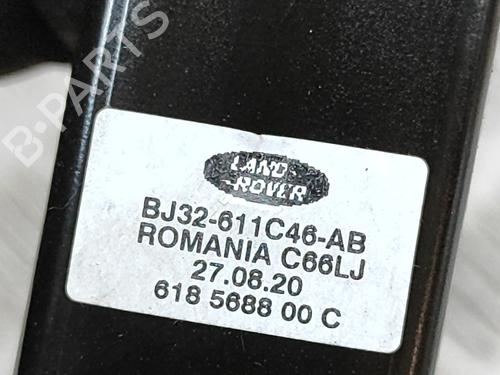 B-PARTS
LAND
ROVER
BJ32-611C46-AB
ROMANIA C66LJ
27.08.20
618 5688 00 C